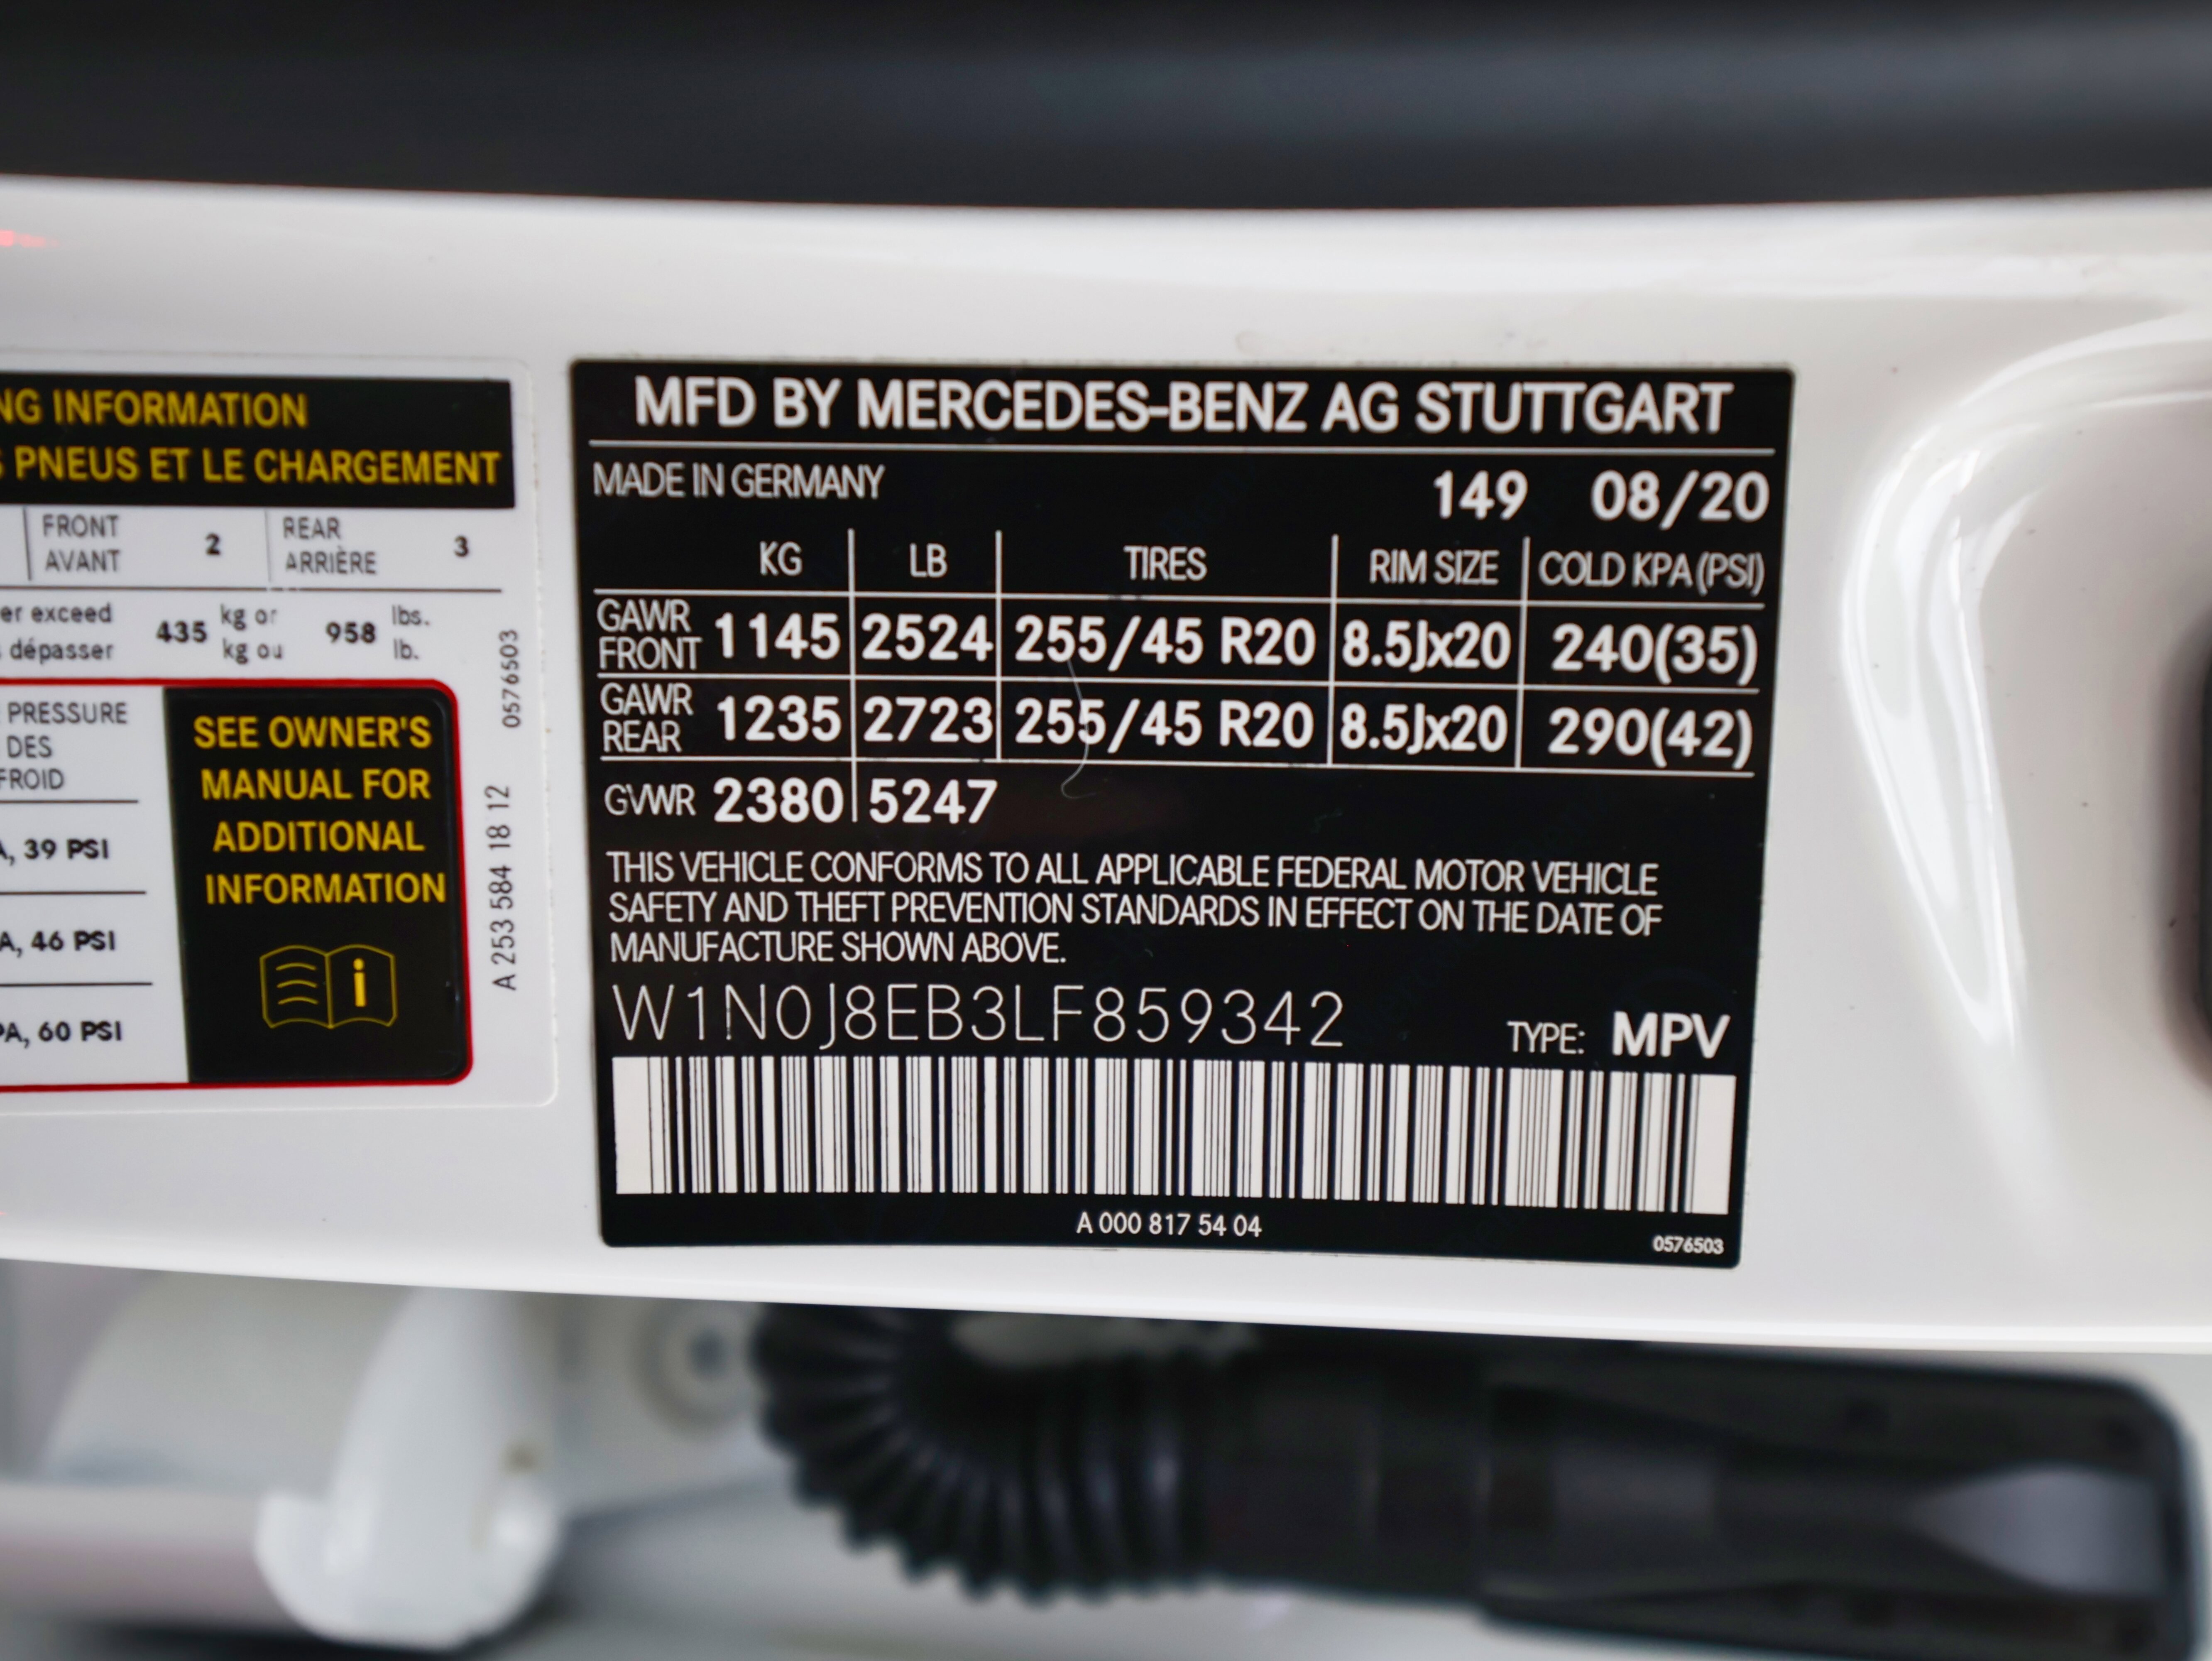 NG INFORMATION
PNEUS ET LE CHARGEMENT
FRONT 2 REAR 3
AVANT ARRIÈRE
er exceed 435 kg or 958 lbs.
dépasser kg ou lb.
PRESSURE
DES
FROID
A, 39 PSI
A, 46 PSI
PA, 60 PSI
SEE OWNER'S
MANUAL FOR
ADDITIONAL
INFORMATION
i
0576503
A 253 584 18 12
MFD BY MERCEDES-BENZ AG STUTTGART
MADE IN GERMANY 149 08/20
KG LB TIRES RIM SIZE COLD KPA (PSI)
GAWR FRONT 1145 2524 255/45 R20 8.5Jx20 240(35)
GAWR REAR 1235 2723 255/45 R20 8.5Jx20 290(42)
GVWR 2380 5247
THIS VEHICLE CONFORMS TO ALL APPLICABLE FEDERAL MOTOR VEHICLE
SAFETY AND THEFT PREVENTION STANDARDS IN EFFECT ON THE DATE OF
MANUFACTURE SHOWN ABOVE.
W1N0J8EB3LF859342 TYPE: MPV
A 000 817 54 04
0576503